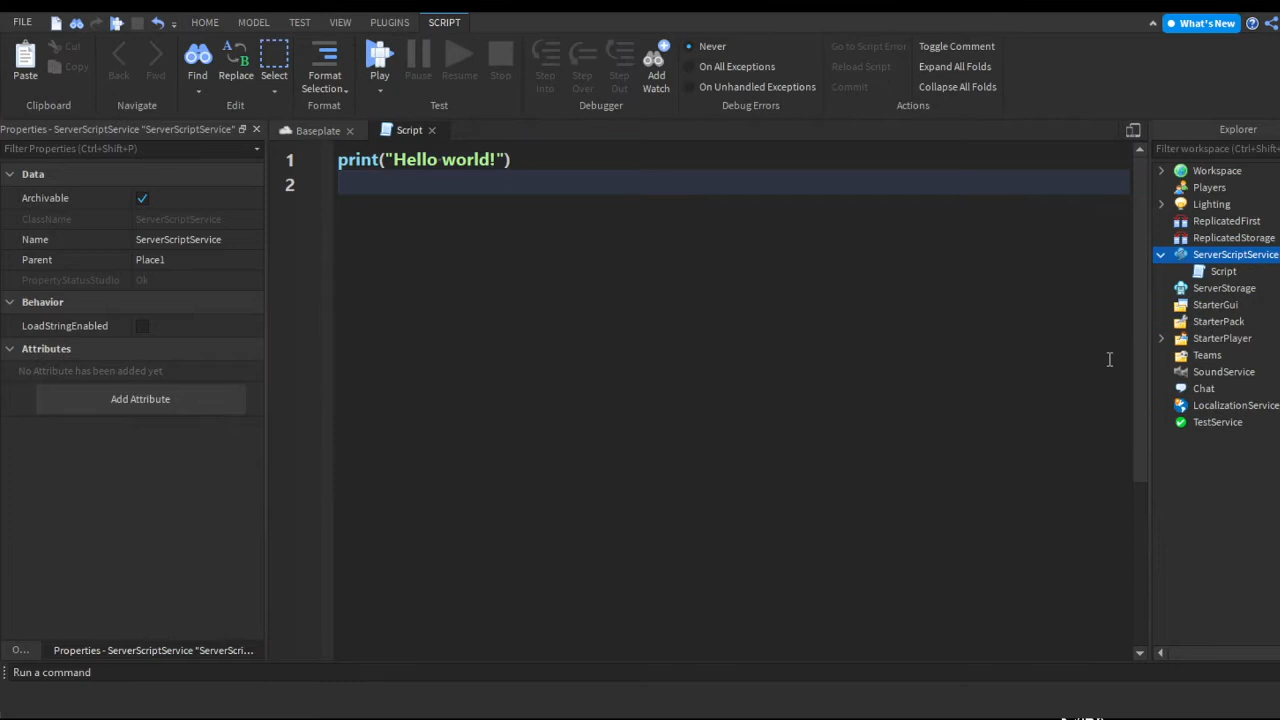 FILE
HOME
MODEL
TEST
VIEW
PLUGINS
SCRIPT
What's New
Paste
Cut
Copy
Clipboard
Back
Fwd
Navigate
Find
Replace
Select
Edit
Format
Selection
Format
Play
Pause
Resume
Stop
Test
Step
Into
Step
Over
Step
Out
Add
Watch
Debugger
Never
On All Exceptions
On Unhandled Exceptions
Debug Errors
Go to Script Error
Reload Script
Commit
Toggle Comment
Expand All Folds
Collapse All Folds
Actions
Properties - ServerScriptService "ServerScriptService"
Filter Properties (Ctrl+Shift+P)
Data
Archivable
ClassName ServerScriptService
Name ServerScriptService
Parent Place1
PropertyStatusStudio Ok
Behavior
LoadStringEnabled
Attributes
No Attribute has been added yet
Add Attribute
O...
Properties - ServerScriptService "ServerScri...
Run a command
Baseplate
Script
1 print("Hello world!")
2
Explorer
Filter workspace (Ctrl+Shift+
Workspace
Players
Lighting
ReplicatedFirst
ReplicatedStorage
ServerScriptService
Script
ServerStorage
StarterGui
StarterPack
StarterPlayer
Teams
SoundService
Chat
LocalizationService
TestService